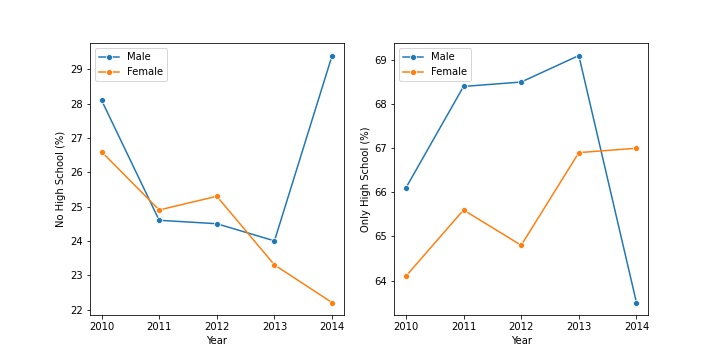 No High School (%)
29
28
27
26
25
24
23
22
Male
Female
2010 2011 2012 2013 2014
Year
Only High School (%)
69
68
67
66
65
64
Male
Female
2010 2011 2012 2013 2014
Year